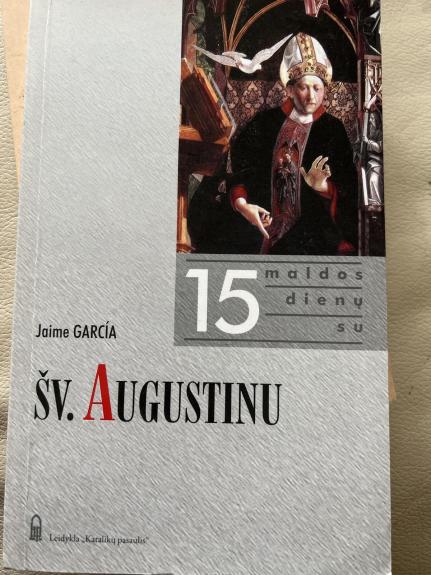 15 maldos
dienų
su
Jaime GARCÍA
ŠV. AUGUSTINU
Leidykla „Katalikų pasaulis“